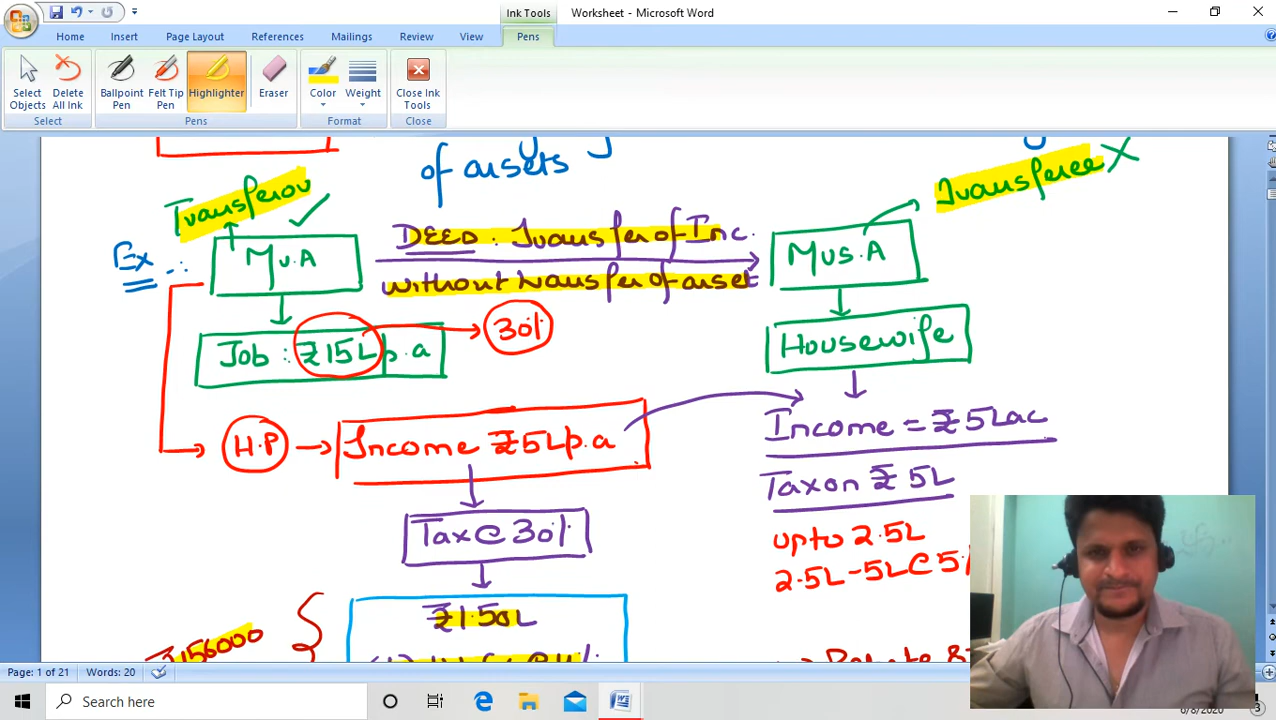 Ink Tools
Worksheet - Microsoft Word
Home Insert Page Layout References Mailings Review View Pens
Select Objects
Delete All Ink
Ballpoint Pen
Felt Tip Pen
Highlighter
Eraser
Color
Weight
Close Ink Tools
Select Pens Format Close
of assets
Transferor
Transferee X
Ex
Mr.A
DEED : Transfer of Inc.
without transfer of asset
Mrs.A
Job : ₹15L p.a
30%
Housewife
H.P
Income ₹5L p.a
Income = ₹5Lac
Tax on ₹ 5L
Tax @ 30%
upto 2.5L
2.5L-5L @ 5%
₹1.50L
₹156000
Page: 1 of 21 Words: 20
Search
6/8/2020